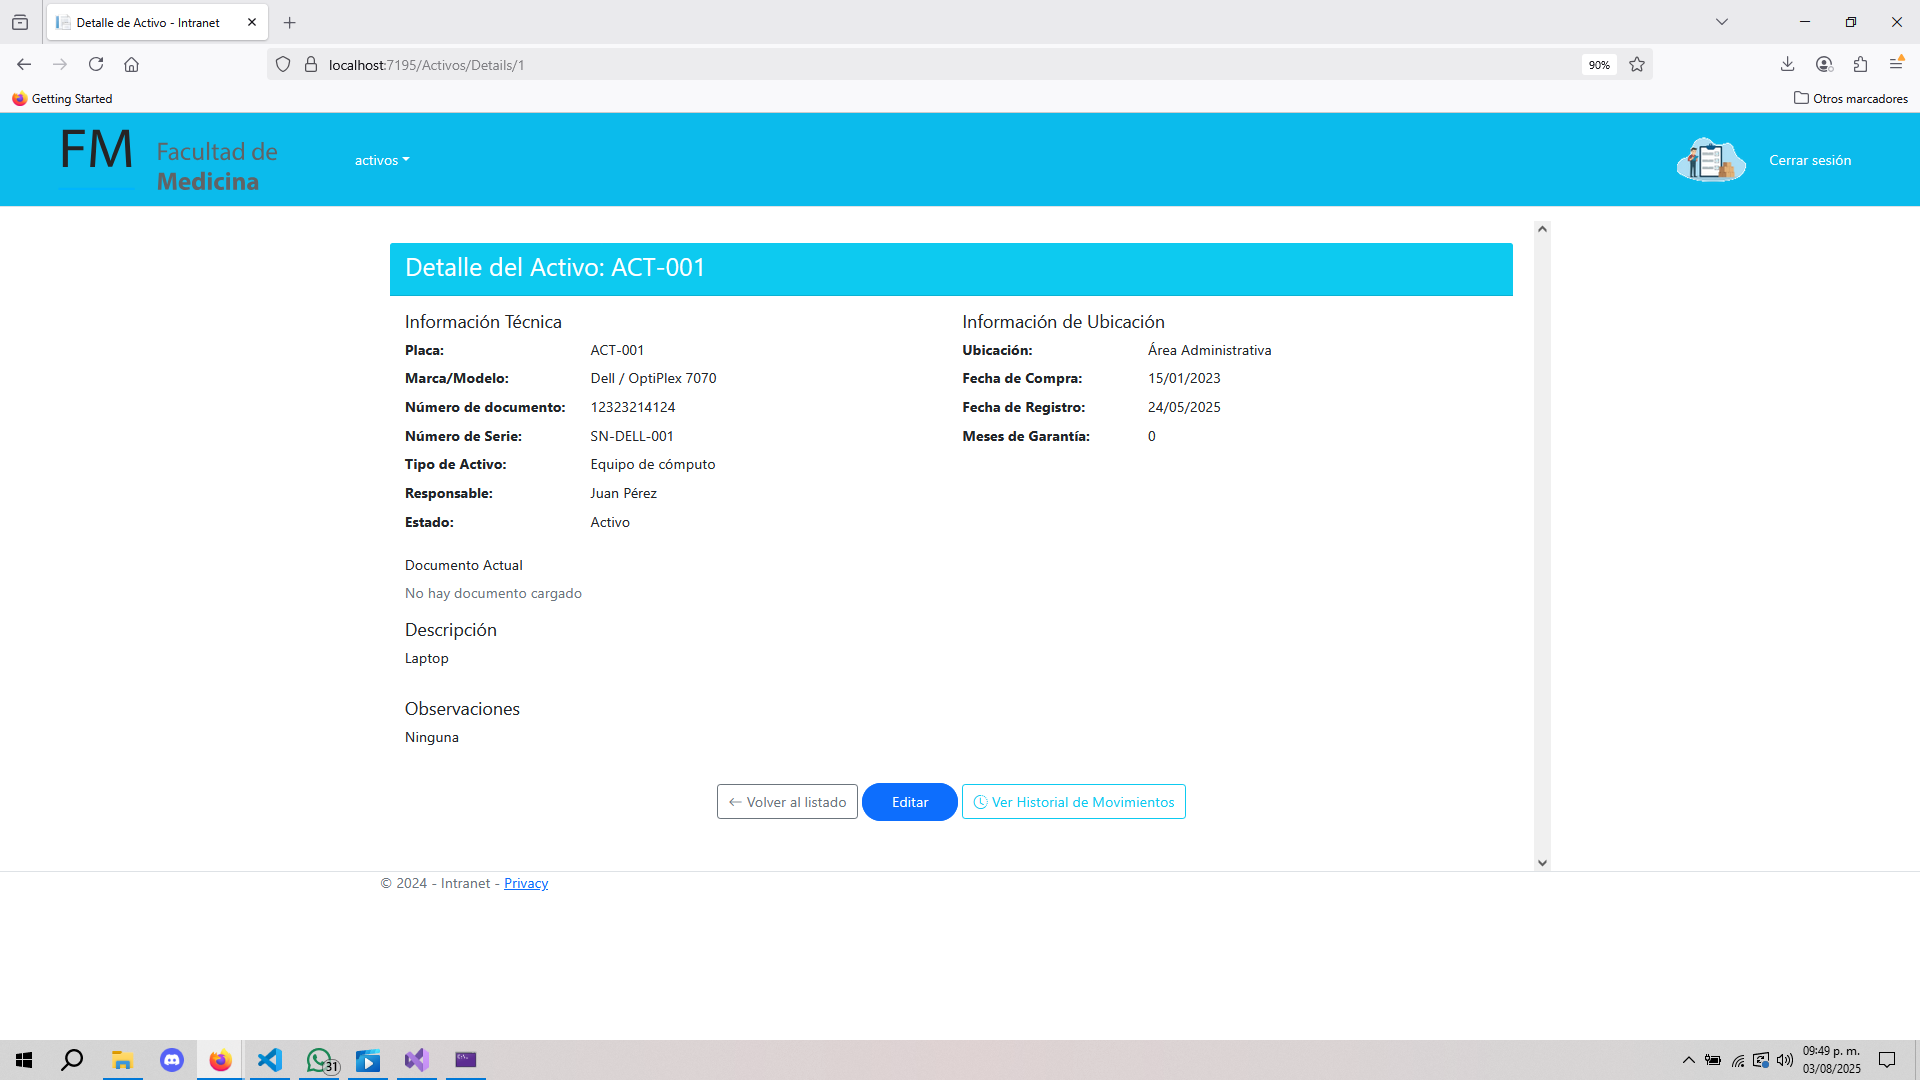 Detalle de Activo - Intranet
localhost:7195/Activos/Details/1
90%
Getting Started
Otros marcadores
FM
Facultad de
Medicina
activos
Cerrar sesión
Detalle del Activo: ACT-001
Información Técnica
Placa: ACT-001
Marca/Modelo: Dell / OptiPlex 7070
Número de documento: 12323214124
Número de Serie: SN-DELL-001
Tipo de Activo: Equipo de cómputo
Responsable: Juan Pérez
Estado: Activo
Información de Ubicación
Ubicación: Área Administrativa
Fecha de Compra: 15/01/2023
Fecha de Registro: 24/05/2025
Meses de Garantía: 0
Documento Actual
No hay documento cargado
Descripción
Laptop
Observaciones
Ninguna
Volver al listado
Editar
Ver Historial de Movimientos
© 2024 - Intranet - Privacy
31
09:49 p. m.
03/08/2025